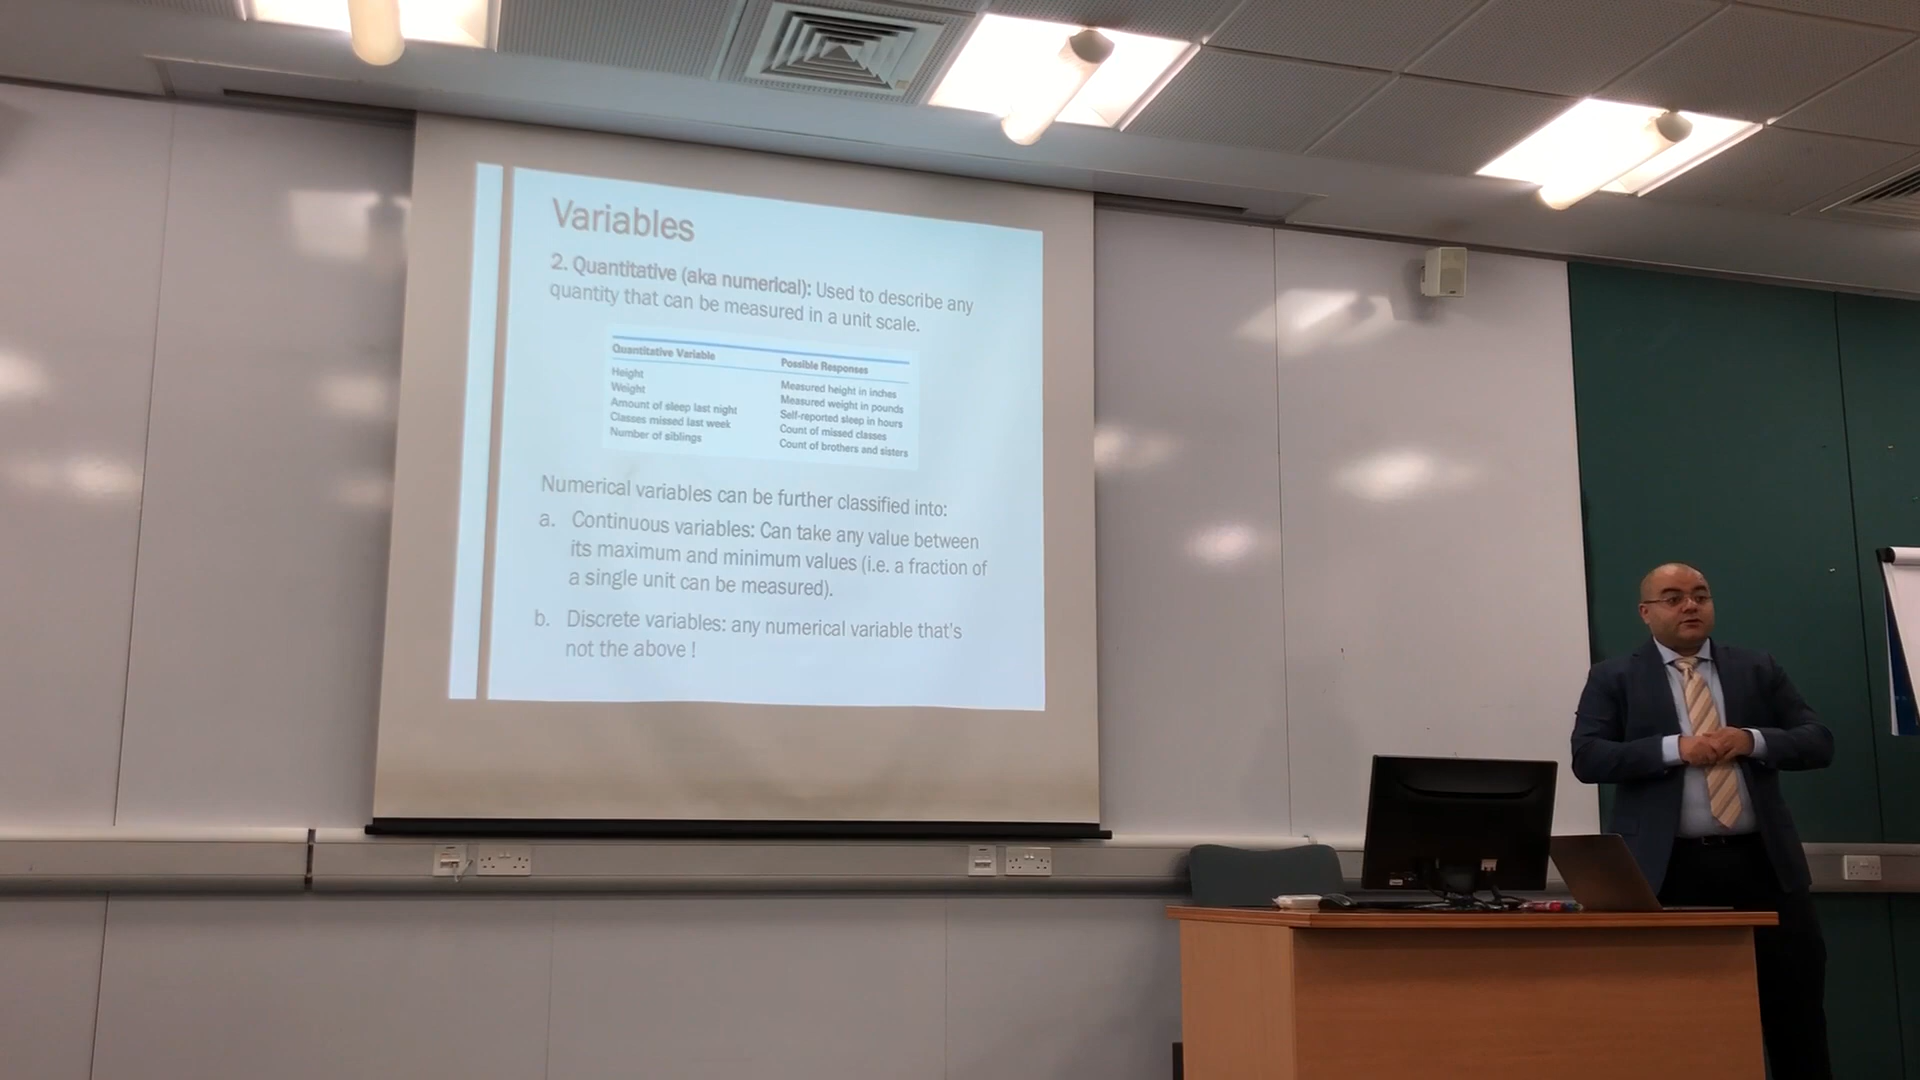 Variables
2. Quantitative (aka numerical): Used to describe any
quantity that can be measured in a unit scale.
Quantitative Variable Possible Responses
Height Measured height in inches
Weight Measured weight in pounds
Amount of sleep last night Self-reported sleep in hours
Classes missed last week Count of missed classes
Number of siblings Count of brothers and sisters
Numerical variables can be further classified into:
a. Continuous variables: Can take any value between
its maximum and minimum values (i.e. a fraction of
a single unit can be measured).
b. Discrete variables: any numerical variable that's
not the above !